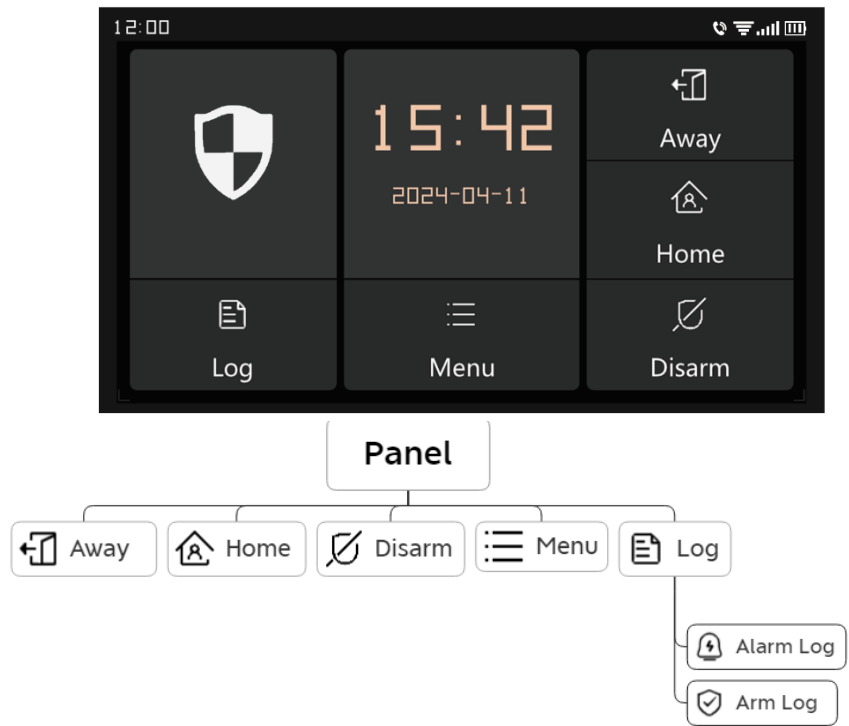 12:00
15:42
2024-04-11
Away
Home
Log
Menu
Disarm
Panel
Away
Home
Disarm
Menu
Log
Alarm Log
Arm Log